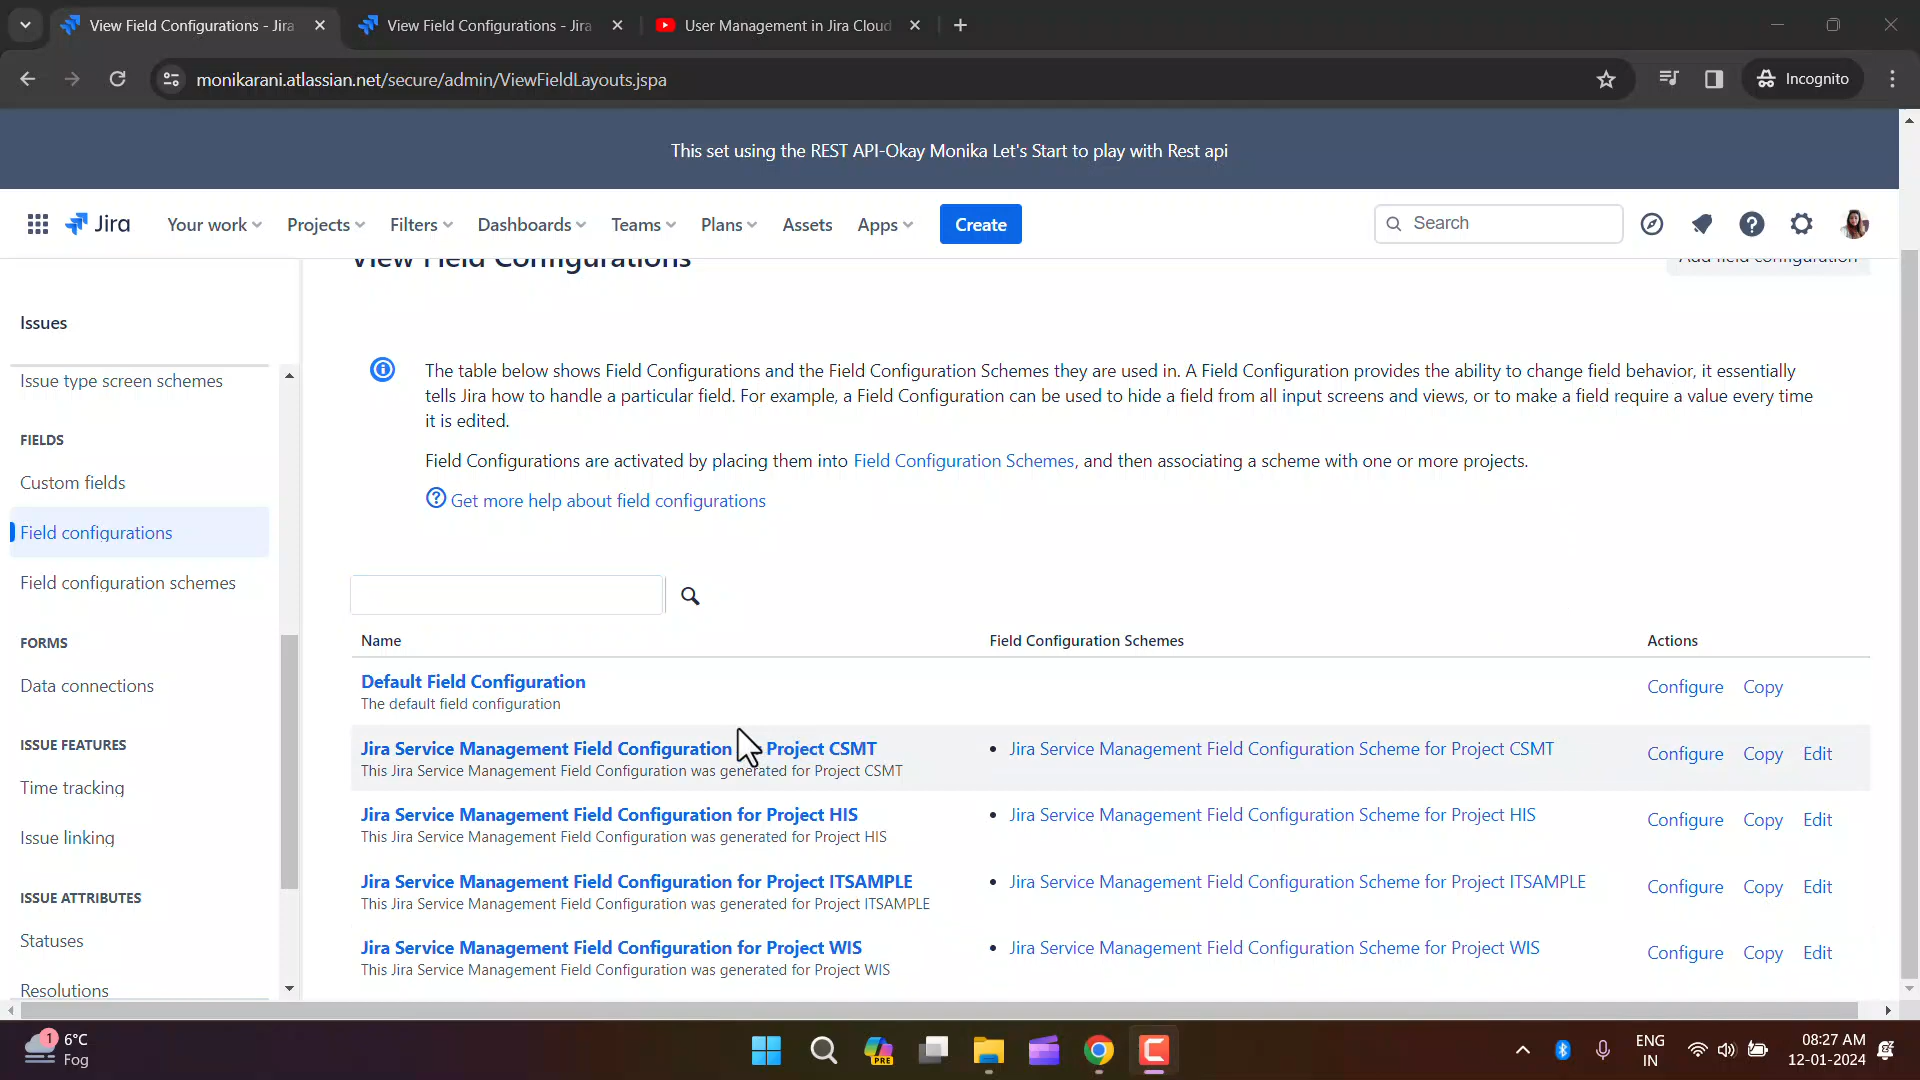 View Field Configurations - Jira
View Field Configurations - Jira
User Management in Jira Cloud
monikarani.atlassian.net/secure/admin/ViewFieldLayouts.jspa
Incognito
This set using the REST API-Okay Monika Let's Start to play with Rest api
Jira
Your work
Projects
Filters
Dashboards
Teams
Plans
Assets
Apps
Create
Search
View Field Configurations
Add field configuration
Issues
Issue type screen schemes
FIELDS
Custom fields
Field configurations
Field configuration schemes
FORMS
Data connections
ISSUE FEATURES
Time tracking
Issue linking
ISSUE ATTRIBUTES
Statuses
Resolutions
The table below shows Field Configurations and the Field Configuration Schemes they are used in. A Field Configuration provides the ability to change field behavior, it essentially
tells Jira how to handle a particular field. For example, a Field Configuration can be used to hide a field from all input screens and views, or to make a field require a value every time
it is edited.
Field Configurations are activated by placing them into Field Configuration Schemes, and then associating a scheme with one or more projects.
Get more help about field configurations
Name
Field Configuration Schemes
Actions
Default Field Configuration
The default field configuration
Configure Copy
Jira Service Management Field Configuration Project CSMT
This Jira Service Management Field Configuration was generated for Project CSMT
• Jira Service Management Field Configuration Scheme for Project CSMT
Configure Copy Edit
Jira Service Management Field Configuration for Project HIS
This Jira Service Management Field Configuration was generated for Project HIS
• Jira Service Management Field Configuration Scheme for Project HIS
Configure Copy Edit
Jira Service Management Field Configuration for Project ITSAMPLE
This Jira Service Management Field Configuration was generated for Project ITSAMPLE
• Jira Service Management Field Configuration Scheme for Project ITSAMPLE
Configure Copy Edit
Jira Service Management Field Configuration for Project WIS
This Jira Service Management Field Configuration was generated for Project WIS
• Jira Service Management Field Configuration Scheme for Project WIS
Configure Copy Edit
1
6°C
Fog
PRE
ENG
IN
08:27 AM
12-01-2024